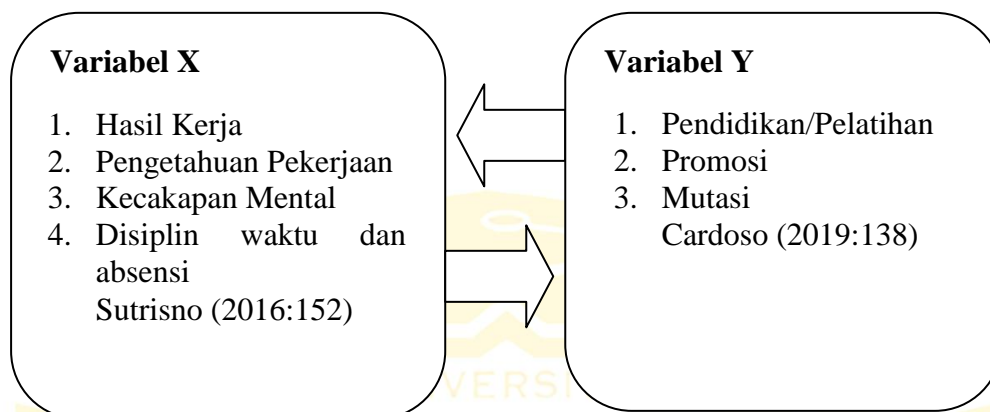 Variabel X
1. Hasil Kerja
2. Pengetahuan Pekerjaan
3. Kecakapan Mental
4. Disiplin waktu dan
absensi
Sutrisno (2016:152)
Variabel Y
1. Pendidikan/Pelatihan
2. Promosi
3. Mutasi
Cardoso (2019:138)
VERSI